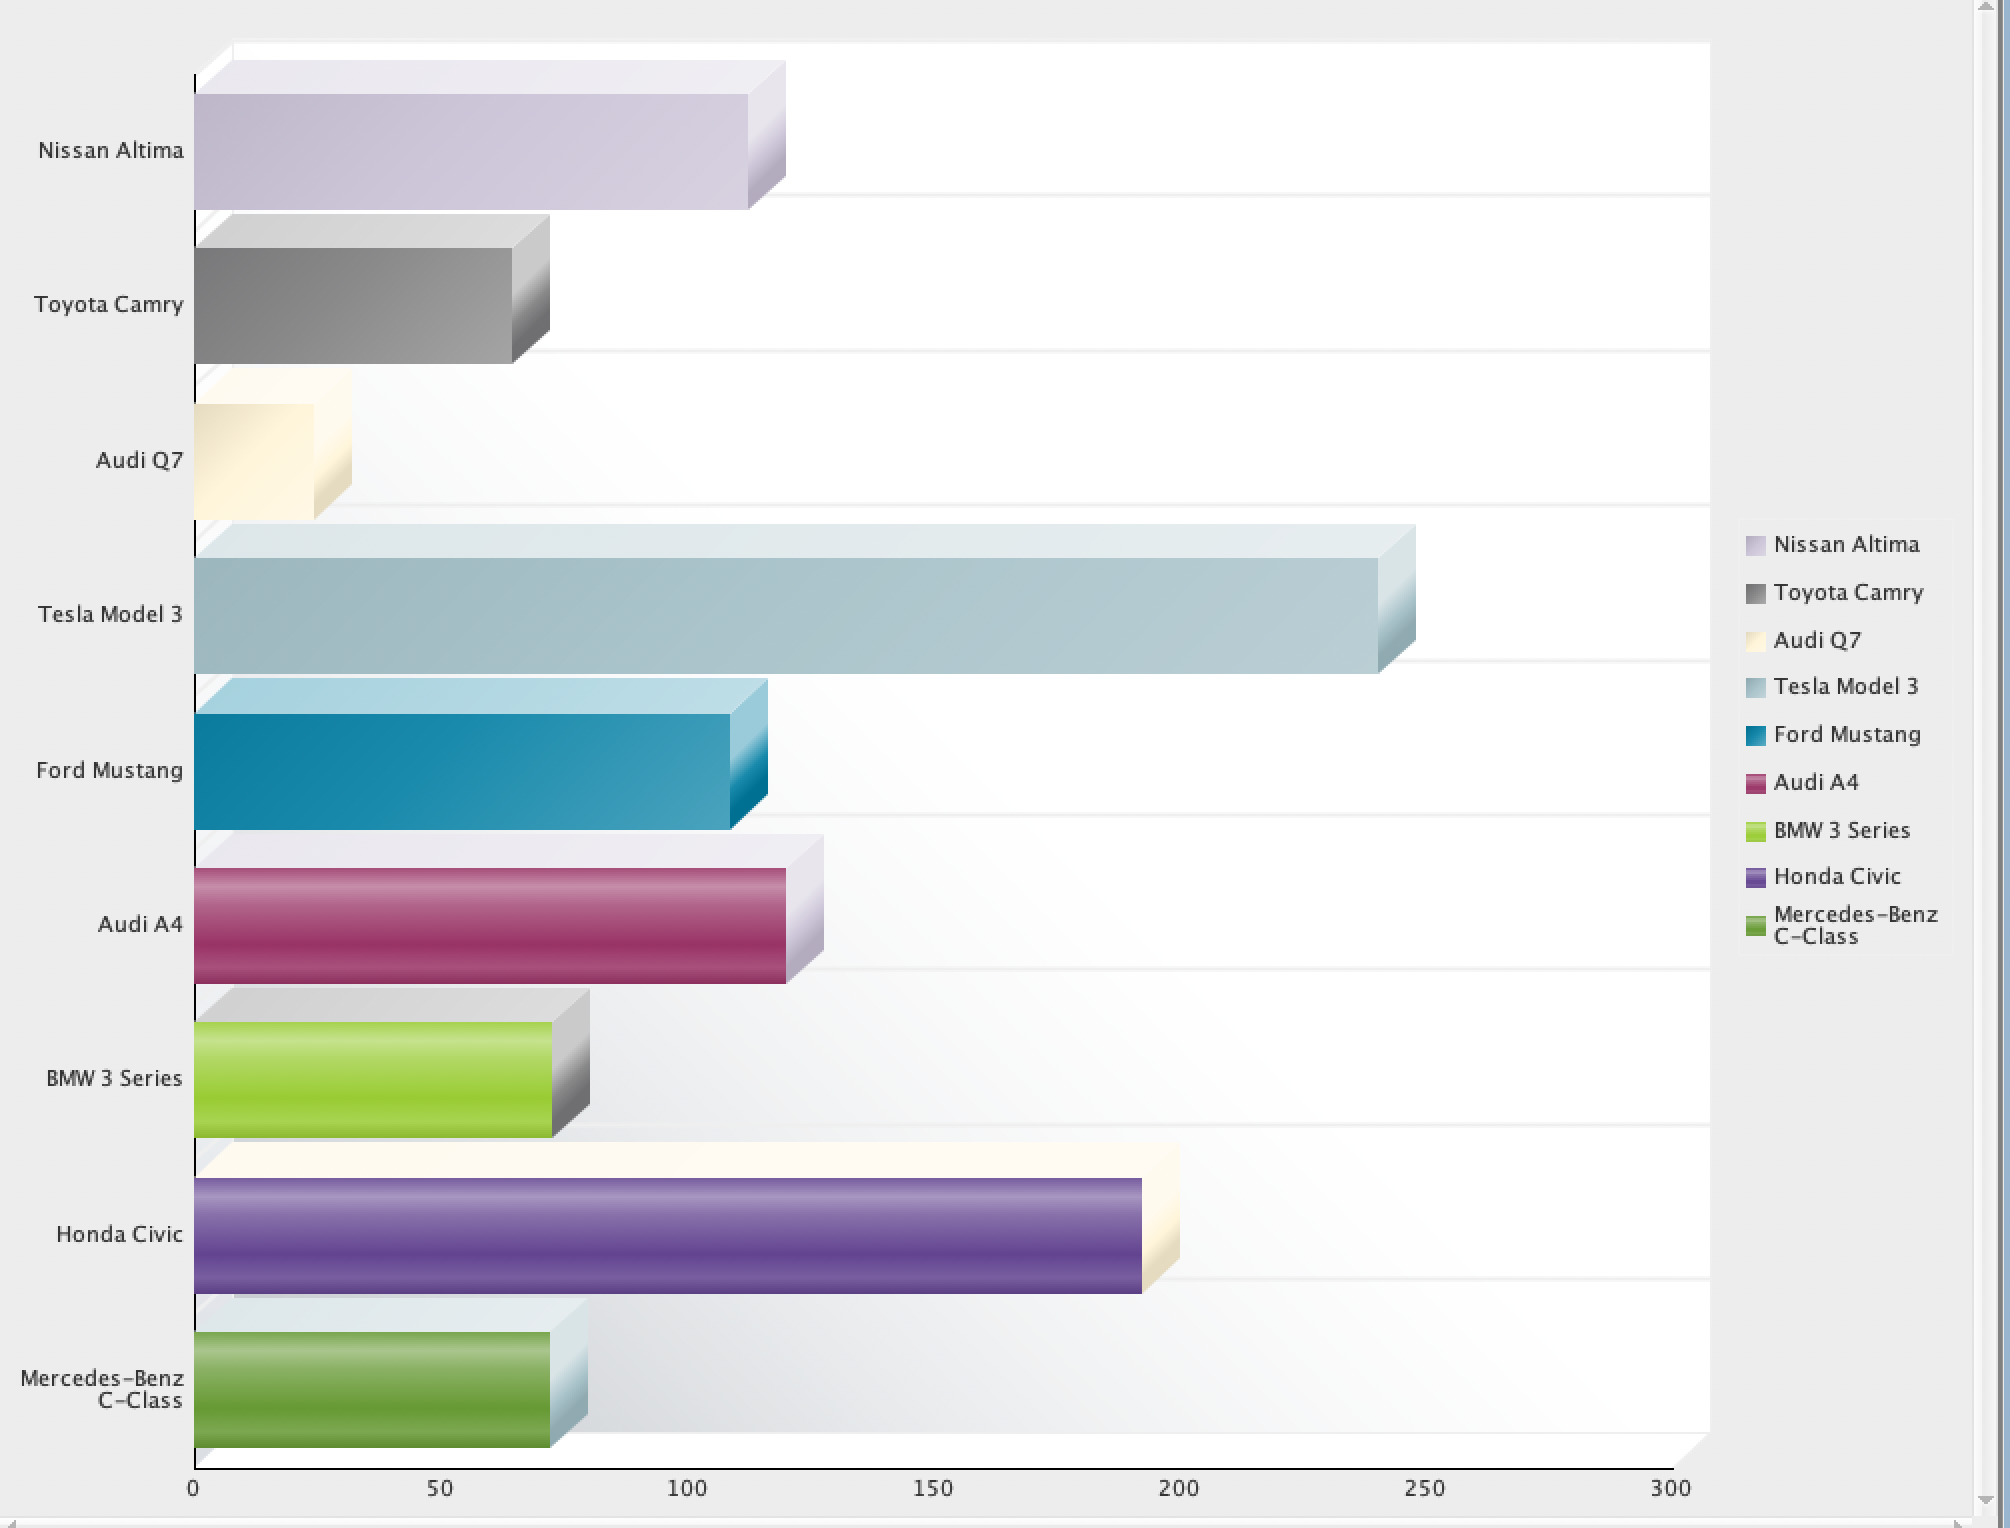 Nissan Altima
Toyota Camry
Audi Q7
Tesla Model 3
Ford Mustang
Audi A4
BMW 3 Series
Honda Civic
Mercedes-Benz
C-Class
0 50 100 150 200 250 300
Nissan Altima
Toyota Camry
Audi Q7
Tesla Model 3
Ford Mustang
Audi A4
BMW 3 Series
Honda Civic
Mercedes-Benz
C-Class